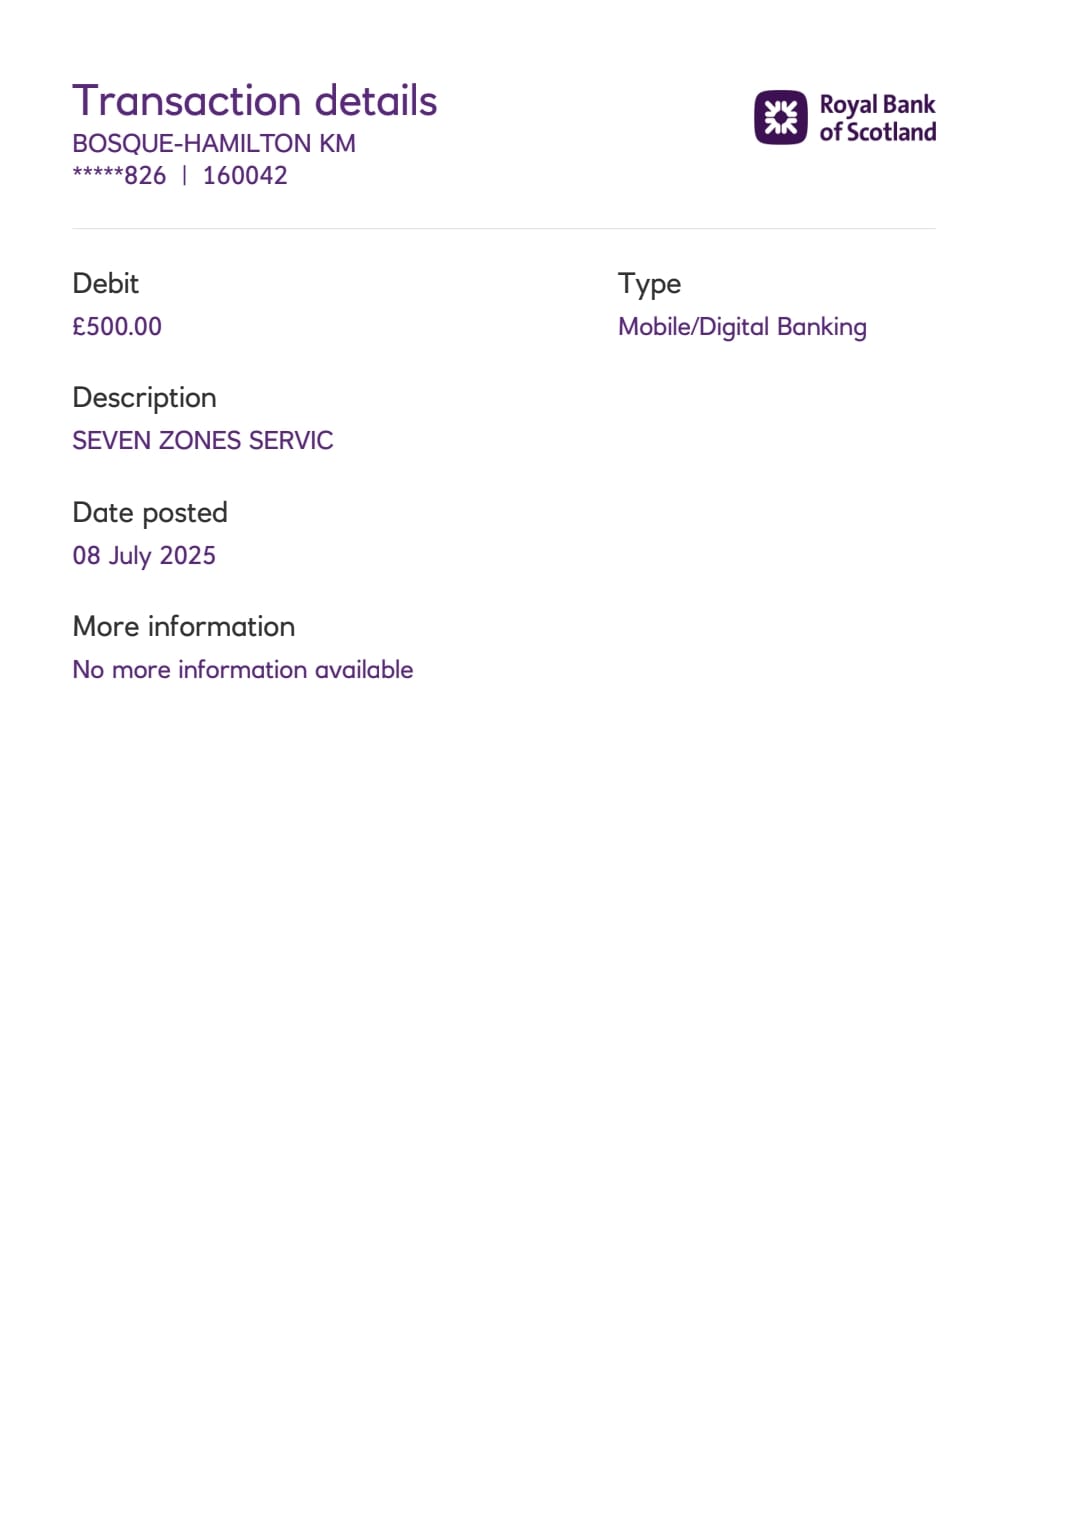 Transaction details
BOSQUE-HAMILTON KM
*****826 | 160042
Royal Bank
of Scotland
Debit
£500.00
Type
Mobile/Digital Banking
Description
SEVEN ZONES SERVIC
Date posted
08 July 2025
More information
No more information available